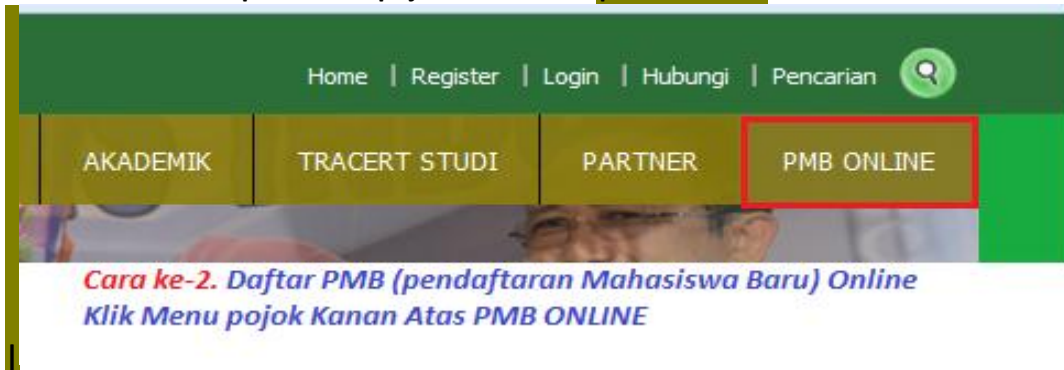 Home | Register | Login | Hubungi | Pencarian
AKADEMIK TRACERT STUDI PARTNER PMB ONLINE
Cara ke-2. Daftar PMB (pendaftaran Mahasiswa Baru) Online
Klik Menu pojok Kanan Atas PMB ONLINE